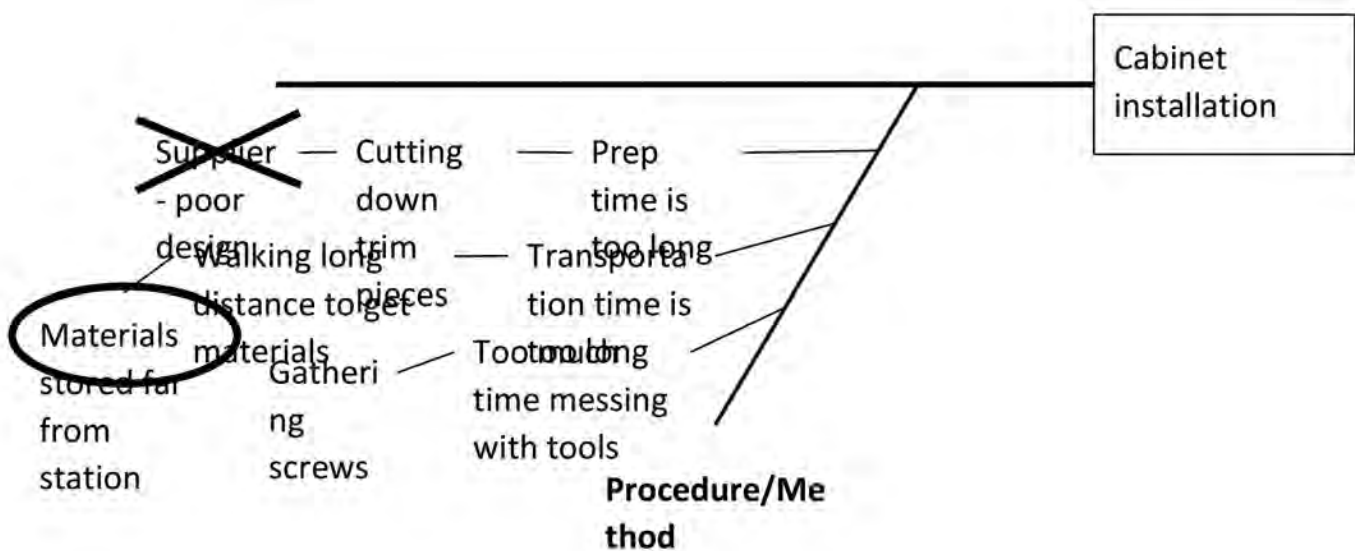 Cabinet
installation
Supplier
- poor
design
Cutting
down
trim
pieces
Prep
time is
too long
Walking long
distance to get
materials
Transporta
tion time is
too long
Materials
stored far
from
station
Gatheri
ng
screws
Too much
time messing
with tools
Procedure/Me
thod